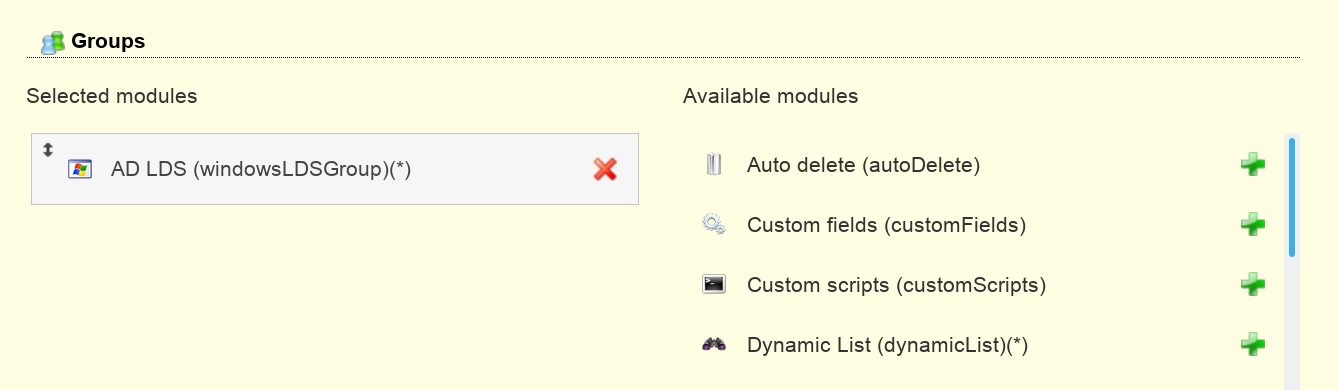 Groups
Selected modules
AD LDS (windowsLDSGroup)(*)
Available modules
Auto delete (autoDelete)
Custom fields (customFields)
Custom scripts (customScripts)
Dynamic List (dynamicList)(*)